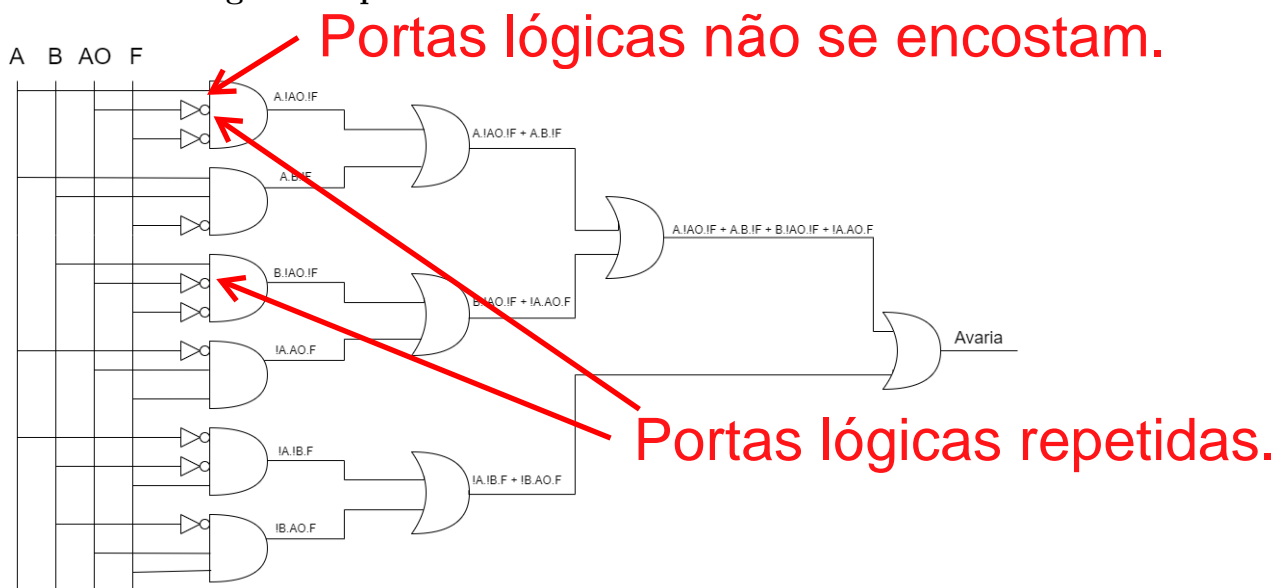 Portas lógicas não se encostam.
A B AO F
A.!AO.!F
A.!AO.!F + A.B.!F
A.B.!F
A.!AO.!F + A.B.!F + B.!AO.!F + !A.AO.F
B.!AO.!F
B.!AO.!F + !A.AO.F
Avaria
!A.AO.F
Portas lógicas repetidas.
!A.!B.F
!A.!B.F + !B.AO.F
!B.AO.F